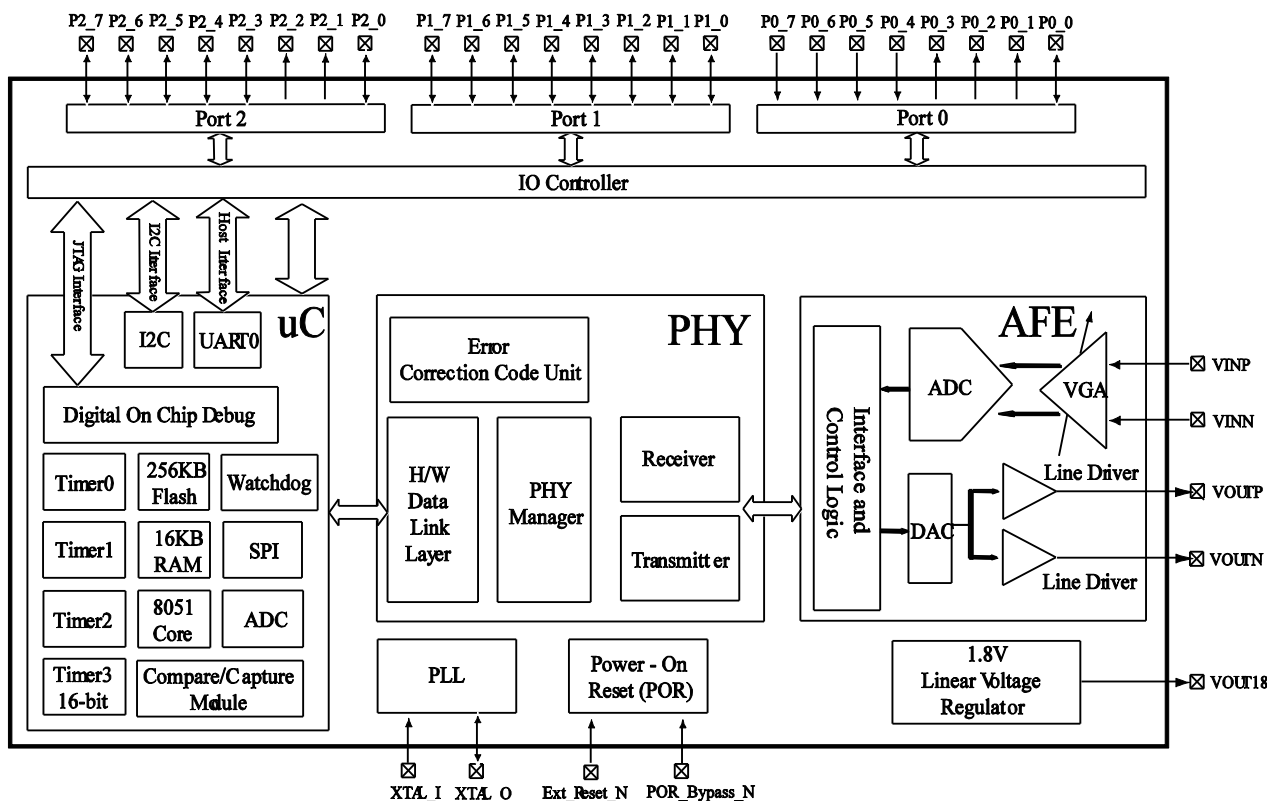 P2_7 P2_6 P2_5 P2_4 P2_3 P2_2 P2_1 P2_0
P1_7 P1_6 P1_5 P1_4 P1_3 P1_2 P1_1 P1_0
P0_7 P0_6 P0_5 P0_4 P0_3 P0_2 P0_1 P0_0
Port 2
Port 1
Port 0
IO Controller
JTAG Interface
I2C Iterface
Host Interface
uC
I2C
UART0
Digital On Chip Debug
Timer0
256KB
Flash
Watchdog
Timer1
16KB
RAM
SPI
Timer2
8051
Core
ADC
Timer3
16-bit
Compare/Capture
Module
PHY
Error
Correction Code Unit
H/W
Data
Link
Layer
PHY
Manager
Receiver
Transmitter
AFE
Interface and
Control Logic
ADC
VGA
DAC
Line Driver
Line Driver
VINP
VINN
VOUTP
VOUTN
PLL
Power - On
Reset (POR)
1.8V
Linear Voltage
Regulator
VOUT18
XTAL_I
XTAL_O
Ext_Reset_N
POR_Bypass_N